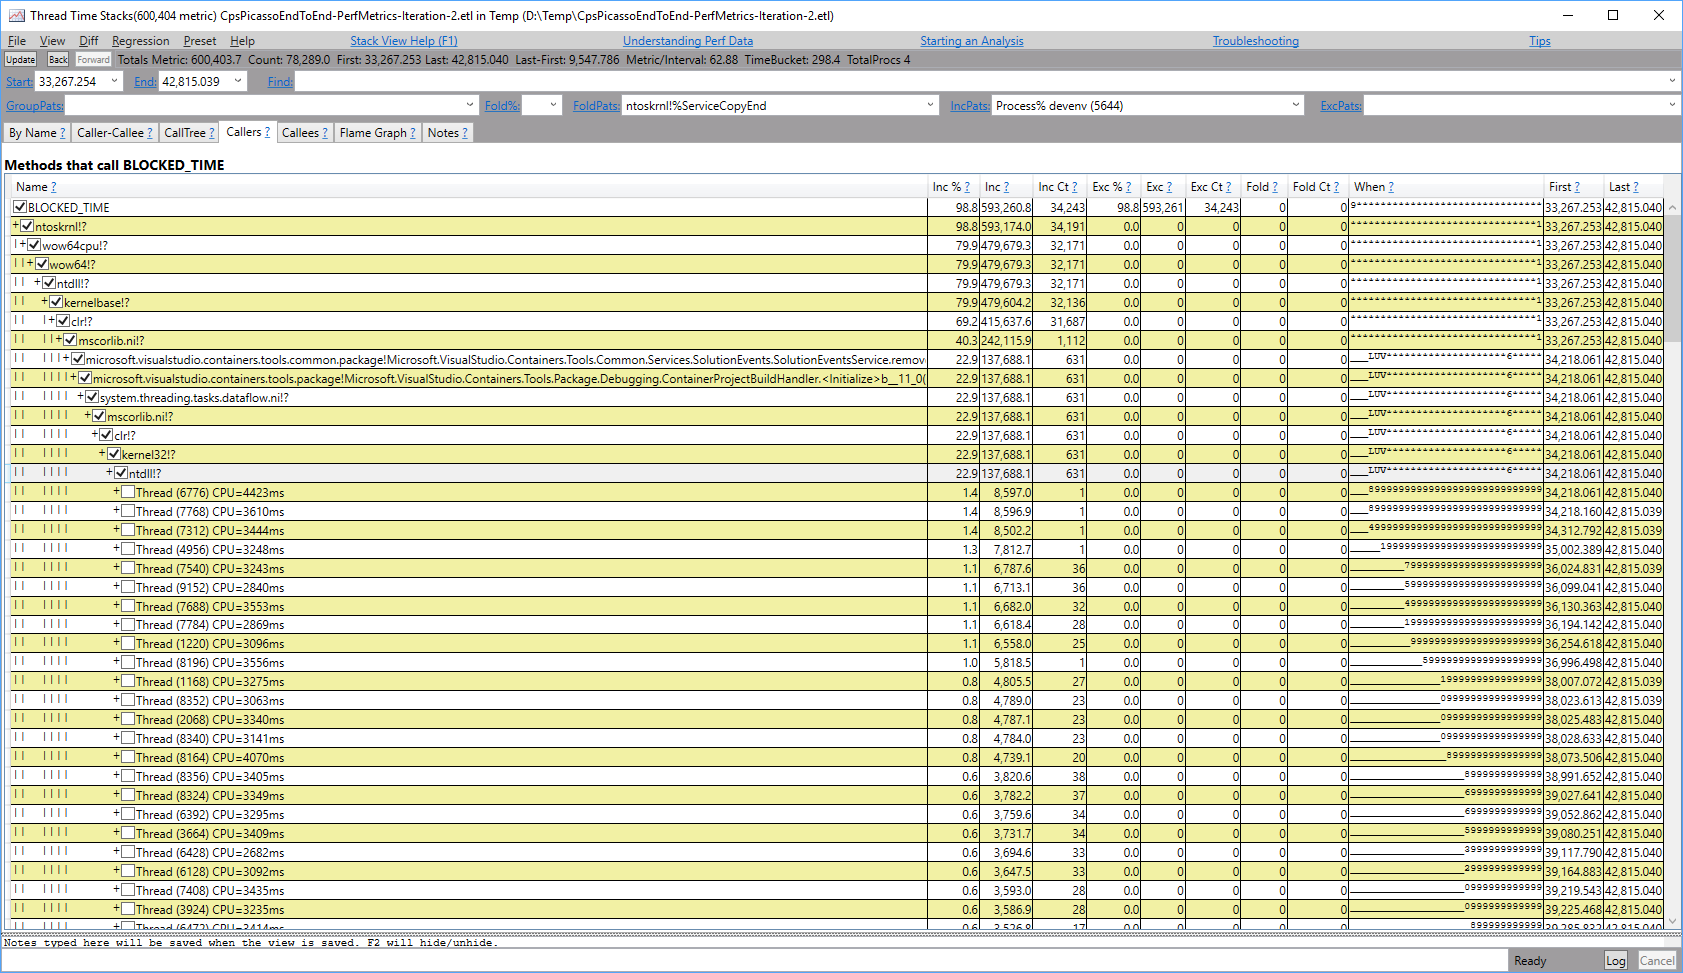 Thread Time Stacks(600,404 metric) CpsPicassoEndToEnd-PerfMetrics-Iteration-2.etl in Temp (D:\Temp\CpsPicassoEndToEnd-PerfMetrics-Iteration-2.etl)
File View Diff Regression Preset Help Stack View Help (F1) Understanding Perf Data Starting an Analysis Troubleshooting Tips
Update Back Forward Totals Metric: 600,403.7 Count: 78,289.0 First: 33,267.253 Last: 42,815.040 Last-First: 9,547.786 Metric/Interval: 62.88 TimeBucket: 298.4 TotalProcs 4
Start: 33,267.254 End: 42,815.039 Find:
GroupPats: Fold%: FoldPats: ntoskrnl!%ServiceCopyEnd IncPats: Process% devenv (5644) ExcPats:
By Name ? Caller-Callee ? CallTree ? Callers ? Callees ? Flame Graph ? Notes ?
Methods that call BLOCKED_TIME
Name ? Inc % ? Inc ? Inc Ct ? Exc % ? Exc ? Exc Ct ? Fold ? Fold Ct ? When ? First ? Last ?
BLOCKED_TIME 98.8 593,260.8 34,243 98.8 593,261 34,243 0 0 33,267.253 42,815.040
+ ntoskrnl!? 98.8 593,174.0 34,191 0.0 0 0 0 0 33,267.253 42,815.040
+ wow64cpu!? 79.9 479,679.3 32,171 0.0 0 0 0 0 33,267.253 42,815.040
+ wow64!? 79.9 479,679.3 32,171 0.0 0 0 0 0 33,267.253 42,815.040
+ ntdll!? 79.9 479,679.3 32,171 0.0 0 0 0 0 33,267.253 42,815.040
+ kernelbase!? 79.9 479,604.2 32,136 0.0 0 0 0 0 33,267.253 42,815.040
+ clr!? 69.2 415,637.6 31,687 0.0 0 0 0 0 33,267.253 42,815.040
+ mscorlib.ni!? 40.3 242,115.9 1,112 0.0 0 0 0 0 33,267.253 42,815.040
+ microsoft.visualstudio.containers.tools.common.package!Microsoft.VisualStudio.Containers.Tools.Common.Services.SolutionEvents.SolutionEventsService.remov 22.9 137,688.1 631 0.0 0 0 0 0 34,218.061 42,815.040
+ microsoft.visualstudio.containers.tools.package!Microsoft.VisualStudio.Containers.Tools.Package.Debugging.ContainerProjectBuildHandler.<Initialize>b__11_0( 22.9 137,688.1 631 0.0 0 0 0 0 34,218.061 42,815.040
+ system.threading.tasks.dataflow.ni!? 22.9 137,688.1 631 0.0 0 0 0 0 34,218.061 42,815.040
+ mscorlib.ni!? 22.9 137,688.1 631 0.0 0 0 0 0 34,218.061 42,815.040
+ clr!? 22.9 137,688.1 631 0.0 0 0 0 0 34,218.061 42,815.040
+ kernel32!? 22.9 137,688.1 631 0.0 0 0 0 0 34,218.061 42,815.040
+ ntdll!? 22.9 137,688.1 631 0.0 0 0 0 0 34,218.061 42,815.040
+ Thread (6776) CPU=4423ms 1.4 8,597.0 1 0.0 0 0 0 0 34,218.061 42,815.040
+ Thread (7768) CPU=3610ms 1.4 8,596.9 1 0.0 0 0 0 0 34,218.160 42,815.039
+ Thread (7312) CPU=3444ms 1.4 8,502.2 1 0.0 0 0 0 0 34,312.792 42,815.039
+ Thread (4956) CPU=3248ms 1.3 7,812.7 1 0.0 0 0 0 0 35,002.389 42,815.040
+ Thread (7540) CPU=3243ms 1.1 6,787.6 36 0.0 0 0 0 0 36,024.831 42,815.039
+ Thread (9152) CPU=2840ms 1.1 6,713.1 36 0.0 0 0 0 0 36,099.041 42,815.040
+ Thread (7688) CPU=3553ms 1.1 6,682.0 32 0.0 0 0 0 0 36,130.363 42,815.040
+ Thread (7784) CPU=2869ms 1.1 6,618.4 28 0.0 0 0 0 0 36,194.142 42,815.040
+ Thread (1220) CPU=3096ms 1.1 6,558.0 25 0.0 0 0 0 0 36,254.618 42,815.040
+ Thread (8196) CPU=3556ms 1.0 5,818.5 1 0.0 0 0 0 0 36,996.498 42,815.040
+ Thread (1168) CPU=3275ms 0.8 4,805.5 27 0.0 0 0 0 0 38,007.072 42,815.039
+ Thread (8352) CPU=3063ms 0.8 4,789.0 23 0.0 0 0 0 0 38,023.613 42,815.039
+ Thread (2068) CPU=3340ms 0.8 4,787.1 23 0.0 0 0 0 0 38,025.483 42,815.040
+ Thread (8340) CPU=3141ms 0.8 4,784.0 23 0.0 0 0 0 0 38,028.633 42,815.040
+ Thread (8164) CPU=4070ms 0.8 4,739.1 20 0.0 0 0 0 0 38,073.506 42,815.040
+ Thread (8356) CPU=3405ms 0.6 3,820.6 38 0.0 0 0 0 0 38,991.652 42,815.040
+ Thread (8324) CPU=3349ms 0.6 3,782.2 37 0.0 0 0 0 0 39,027.641 42,815.040
+ Thread (6392) CPU=3295ms 0.6 3,759.6 34 0.0 0 0 0 0 39,052.862 42,815.040
+ Thread (3664) CPU=3409ms 0.6 3,731.7 34 0.0 0 0 0 0 39,080.251 42,815.040
+ Thread (6428) CPU=2682ms 0.6 3,694.6 33 0.0 0 0 0 0 39,117.790 42,815.040
+ Thread (6128) CPU=3092ms 0.6 3,647.5 33 0.0 0 0 0 0 39,164.883 42,815.040
+ Thread (7408) CPU=3435ms 0.6 3,593.0 28 0.0 0 0 0 0 39,219.543 42,815.040
+ Thread (3924) CPU=3235ms 0.6 3,586.9 28 0.0 0 0 0 0 39,225.468 42,815.040
+ Thread (6472) CPU=3414ms 0.6 3,526.8 17 0.0 0 0 0 0 39,285.832 42,815.040
Notes typed here will be saved when the view is saved. F2 will hide/unhide.
Ready Log Cancel